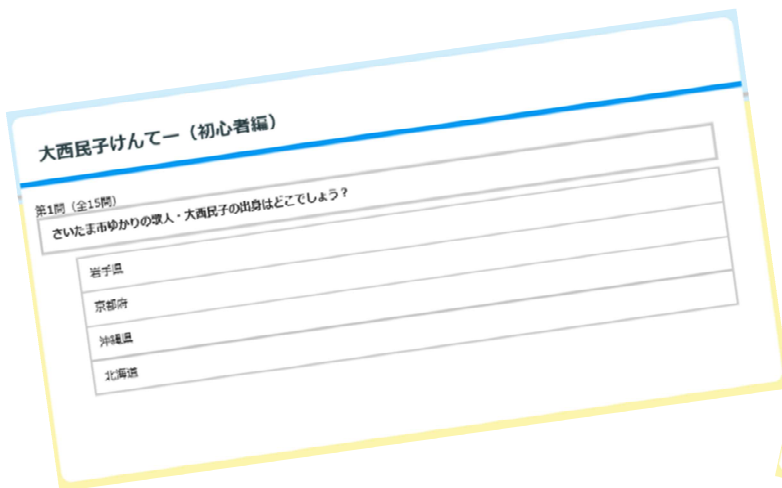 大西民子けんてー（初心者編）
第1問（全15問）
さいたま市ゆかりの歌人・大西民子の出身はどこでしょう？
岩手県
京都府
沖縄県
北海道